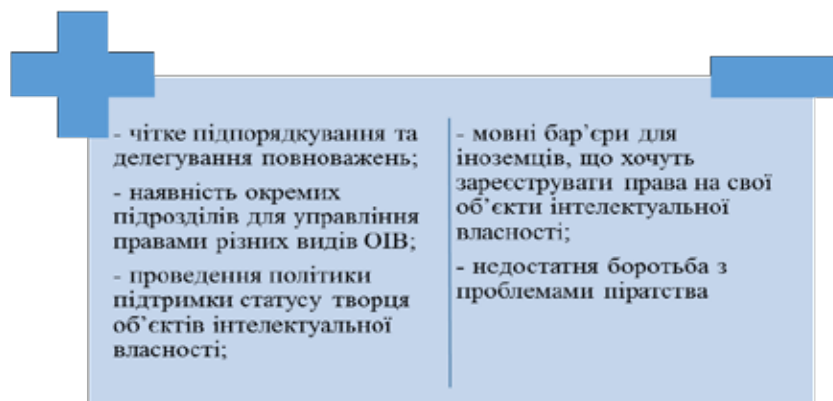 - чітке підпорядкування та
делегування повноважень;
- наявність окремих
підрозділів для управління
правами різних видів ОІВ;
- проведення політики
підтримки статусу творця
об’єктів інтелектуальної
власності;
- мовні бар’єри для
іноземців, що хочуть
зареєструвати права на свої
об’єкти інтелектуальної
власності;
- недостатня боротьба з
проблемами піратства